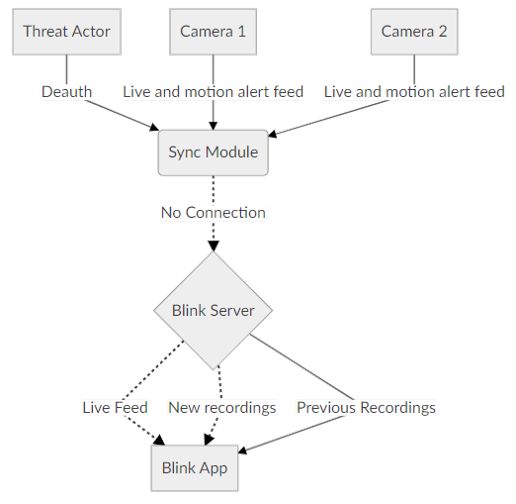 Threat Actor
Camera 1
Camera 2
Deauth
Live and motion alert feed
Live and motion alert feed
Sync Module
No Connection
Blink Server
Live Feed
New recordings
Previous Recordings
Blink App